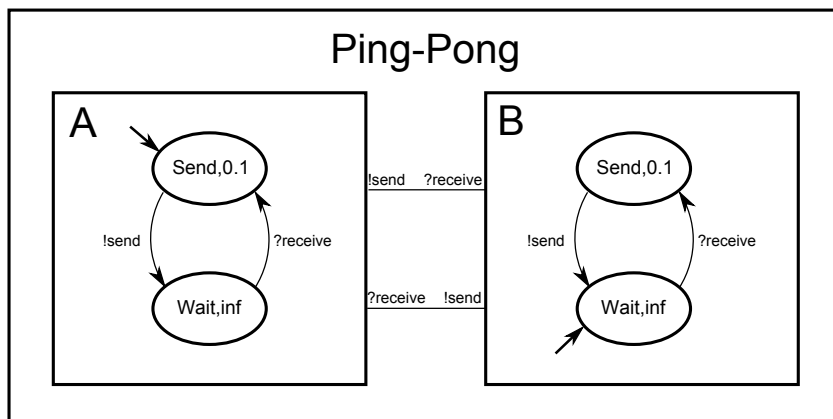 Ping-Pong
A
Send,0.1
!send
?receive
Wait,inf
!send ?receive
?receive !send
B
Send,0.1
!send
?receive
Wait,inf